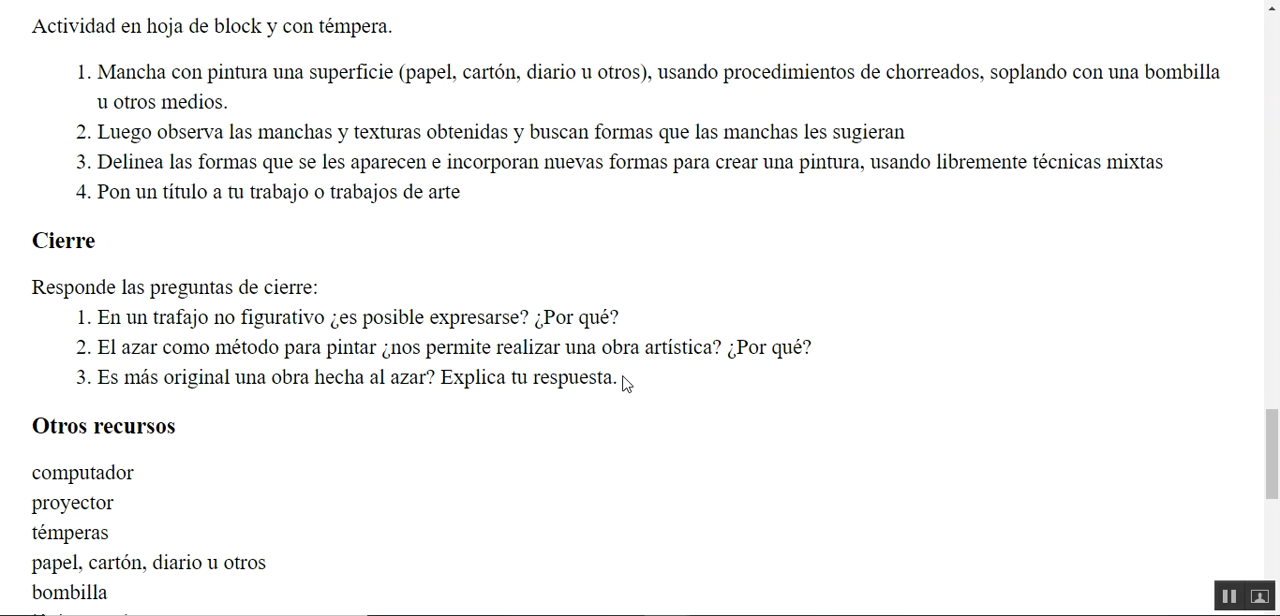 Actividad en hoja de block y con témpera.
1. Mancha con pintura una superficie (papel, cartón, diario u otros), usando procedimientos de chorreados, soplando con una bombilla
u otros medios.
2. Luego observa las manchas y texturas obtenidas y buscan formas que las manchas les sugieran
3. Delinea las formas que se les aparecen e incorporan nuevas formas para crear una pintura, usando libremente técnicas mixtas
4. Pon un título a tu trabajo o trabajos de arte
Cierre
Responde las preguntas de cierre:
1. En un trafajo no figurativo ¿es posible expresarse? ¿Por qué?
2. El azar como método para pintar ¿nos permite realizar una obra artística? ¿Por qué?
3. Es más original una obra hecha al azar? Explica tu respuesta.
Otros recursos
computador
proyector
témperas
papel, cartón, diario u otros
bombilla